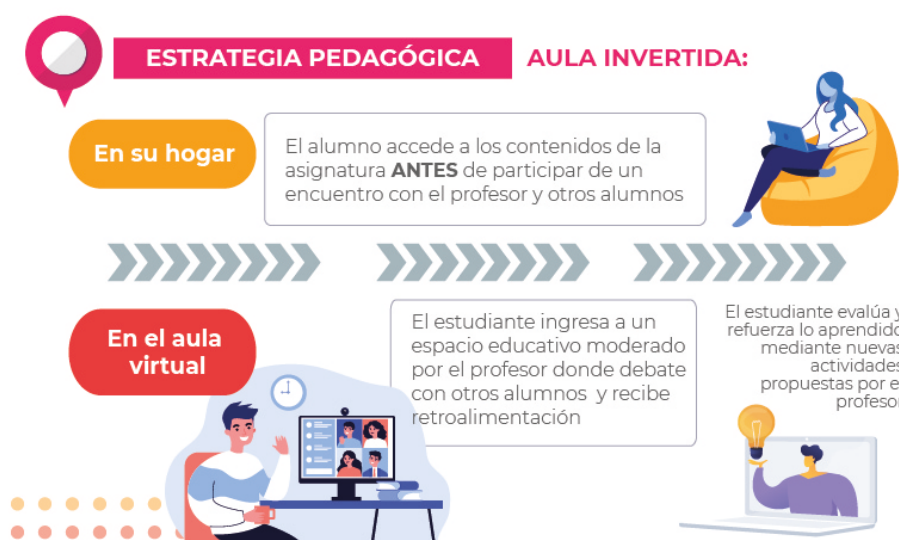 ESTRATEGIA PEDAGÓGICA AULA INVERTIDA:
En su hogar
El alumno accede a los contenidos de la
asignatura ANTES de participar de un
encuentro con el profesor y otros alumnos
En el aula
virtual
El estudiante ingresa a un
espacio educativo moderado
por el profesor donde debate
con otros alumnos y recibe
retroalimentación
El estudiante evalúa y
refuerza lo aprendido
mediante nuevas
actividades
propuestas por el
profesor